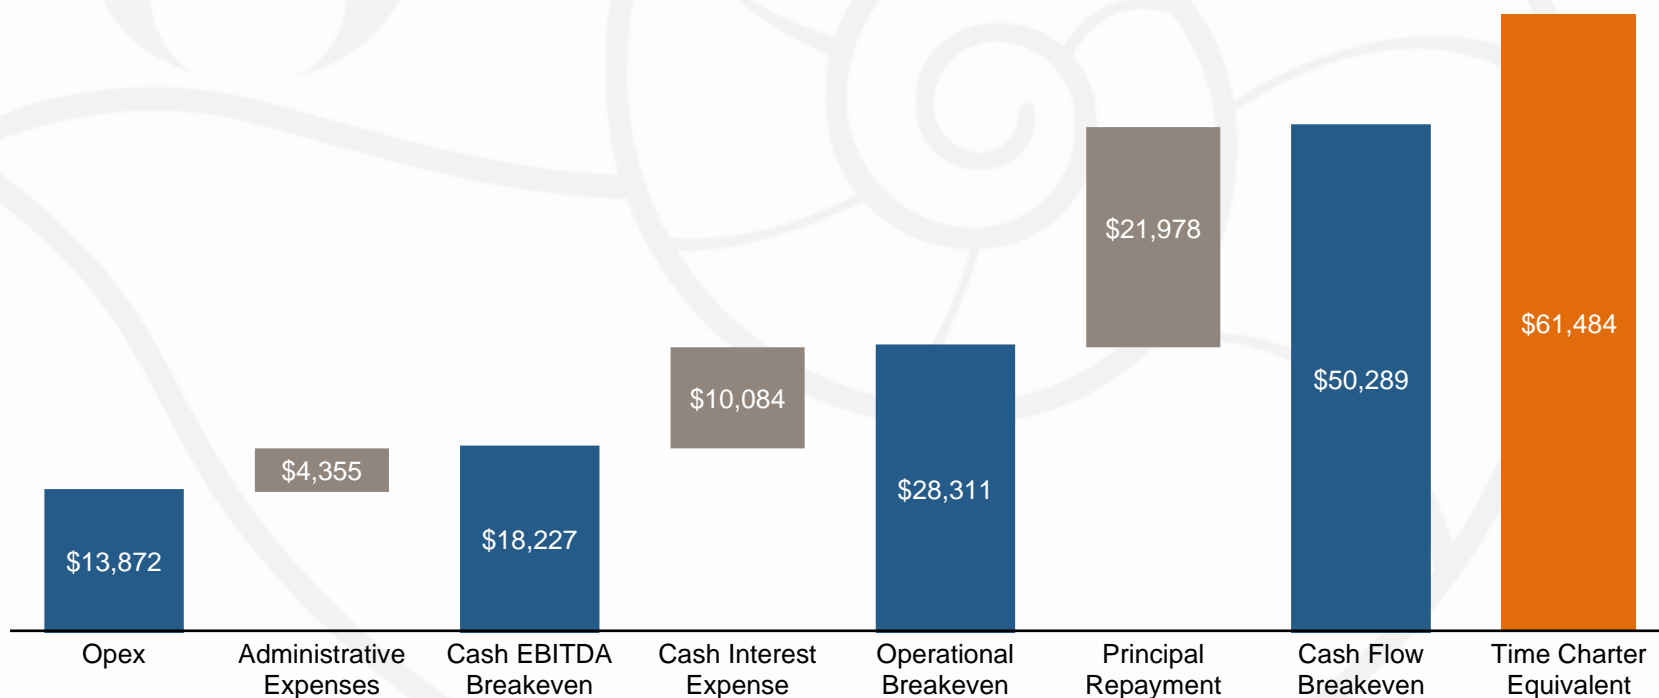 $13,872
$4,355
$18,227
$10,084
$28,311
$21,978
$50,289
$61,484
Opex
Administrative
Expenses
Cash EBITDA
Breakeven
Cash Interest
Expense
Operational
Breakeven
Principal
Repayment
Cash Flow
Breakeven
Time Charter
Equivalent